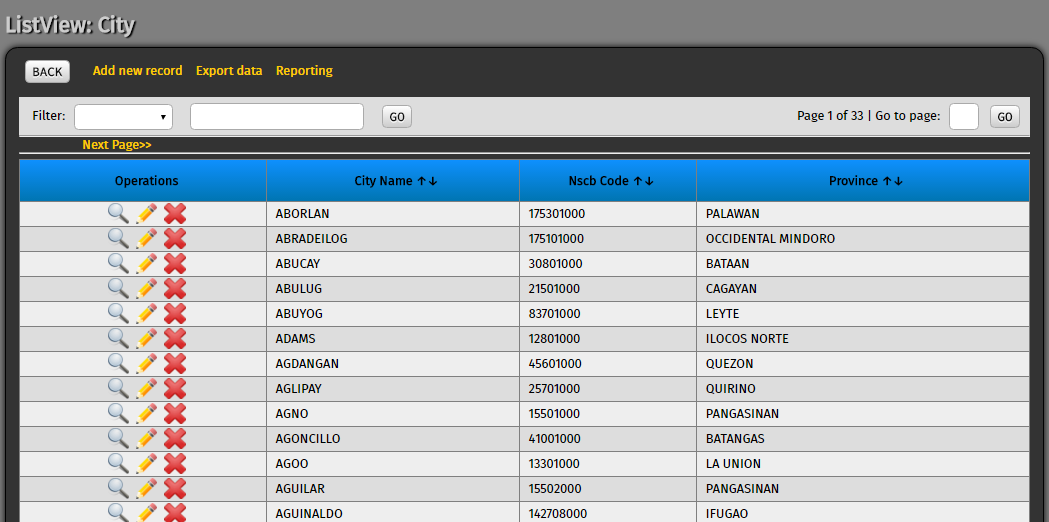 ListView: City
BACK Add new record Export data Reporting
Filter: GO Page 1 of 33 | Go to page: GO
Next Page>>
Operations City Name ↑↓ Nscb Code ↑↓ Province ↑↓
ABORLAN 175301000 PALAWAN
ABRADEILOG 175101000 OCCIDENTAL MINDORO
ABUCAY 30801000 BATAAN
ABULUG 21501000 CAGAYAN
ABUYOG 83701000 LEYTE
ADAMS 12801000 ILOCOS NORTE
AGDANGAN 45601000 QUEZON
AGLIPAY 25701000 QUIRINO
AGNO 15501000 PANGASINAN
AGONCILLO 41001000 BATANGAS
AGOO 13301000 LA UNION
AGUILAR 15502000 PANGASINAN
AGUINALDO 142708000 IFUGAO